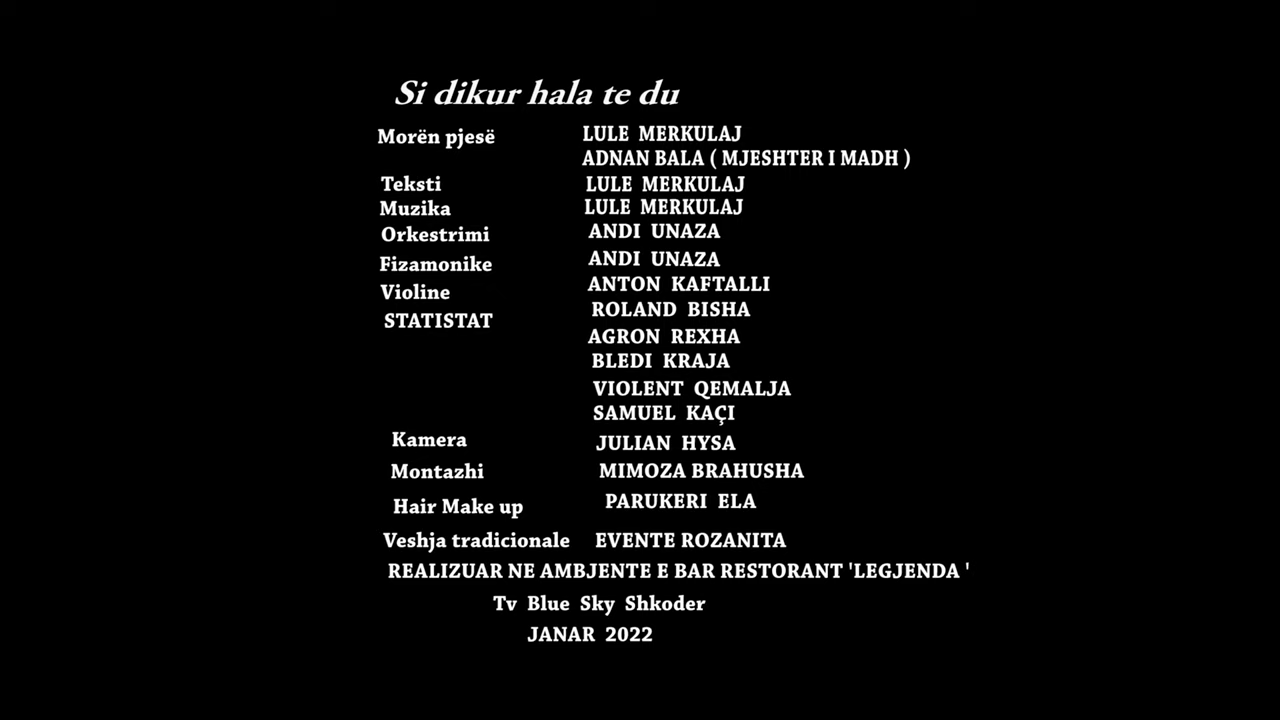 Si dikur hala te du
Morën pjesë LULE MERKULAJ
ADNAN BALA ( MJESHTER I MADH )
Teksti LULE MERKULAJ
Muzika LULE MERKULAJ
Orkestrimi ANDI UNAZA
Fizamonike ANDI UNAZA
Violine ANTON KAFTALLI
STATISTAT ROLAND BISHA
AGRON REXHA
BLEDI KRAJA
VIOLENT QEMALJA
SAMUEL KAÇI
Kamera JULIAN HYSA
Montazhi MIMOZA BRAHUSHA
Hair Make up PARUKERI ELA
Veshja tradicionale EVENTE ROZANITA
REALIZUAR NE AMBJENTE E BAR RESTORANT 'LEGJENDA '
Tv Blue Sky Shkoder
JANAR 2022